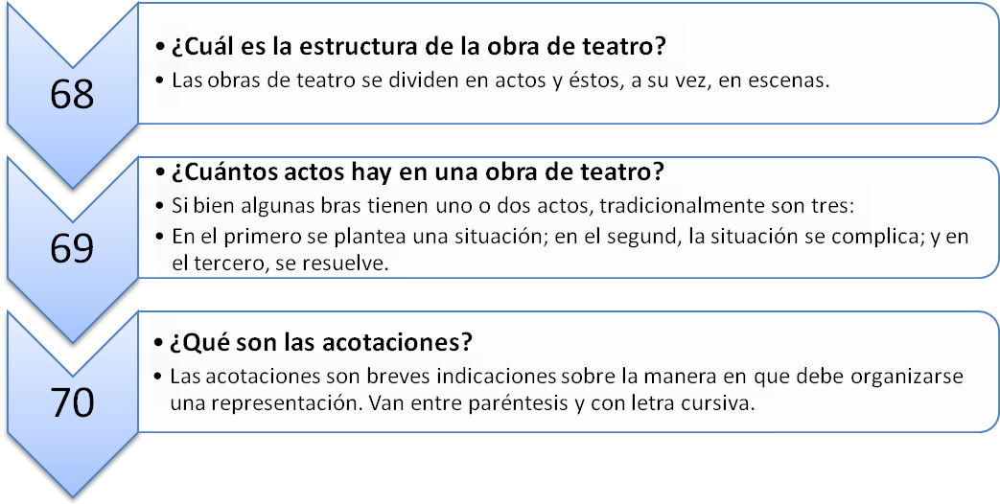 68
• ¿Cuál es la estructura de la obra de teatro?
• Las obras de teatro se dividen en actos y éstos, a su vez, en escenas.
69
• ¿Cuántos actos hay en una obra de teatro?
• Si bien algunas bras tienen uno o dos actos, tradicionalmente son tres:
• En el primero se plantea una situación; en el segund, la situación se complica; y en
el tercero, se resuelve.
70
• ¿Qué son las acotaciones?
• Las acotaciones son breves indicaciones sobre la manera en que debe organizarse
una representación. Van entre paréntesis y con letra cursiva.